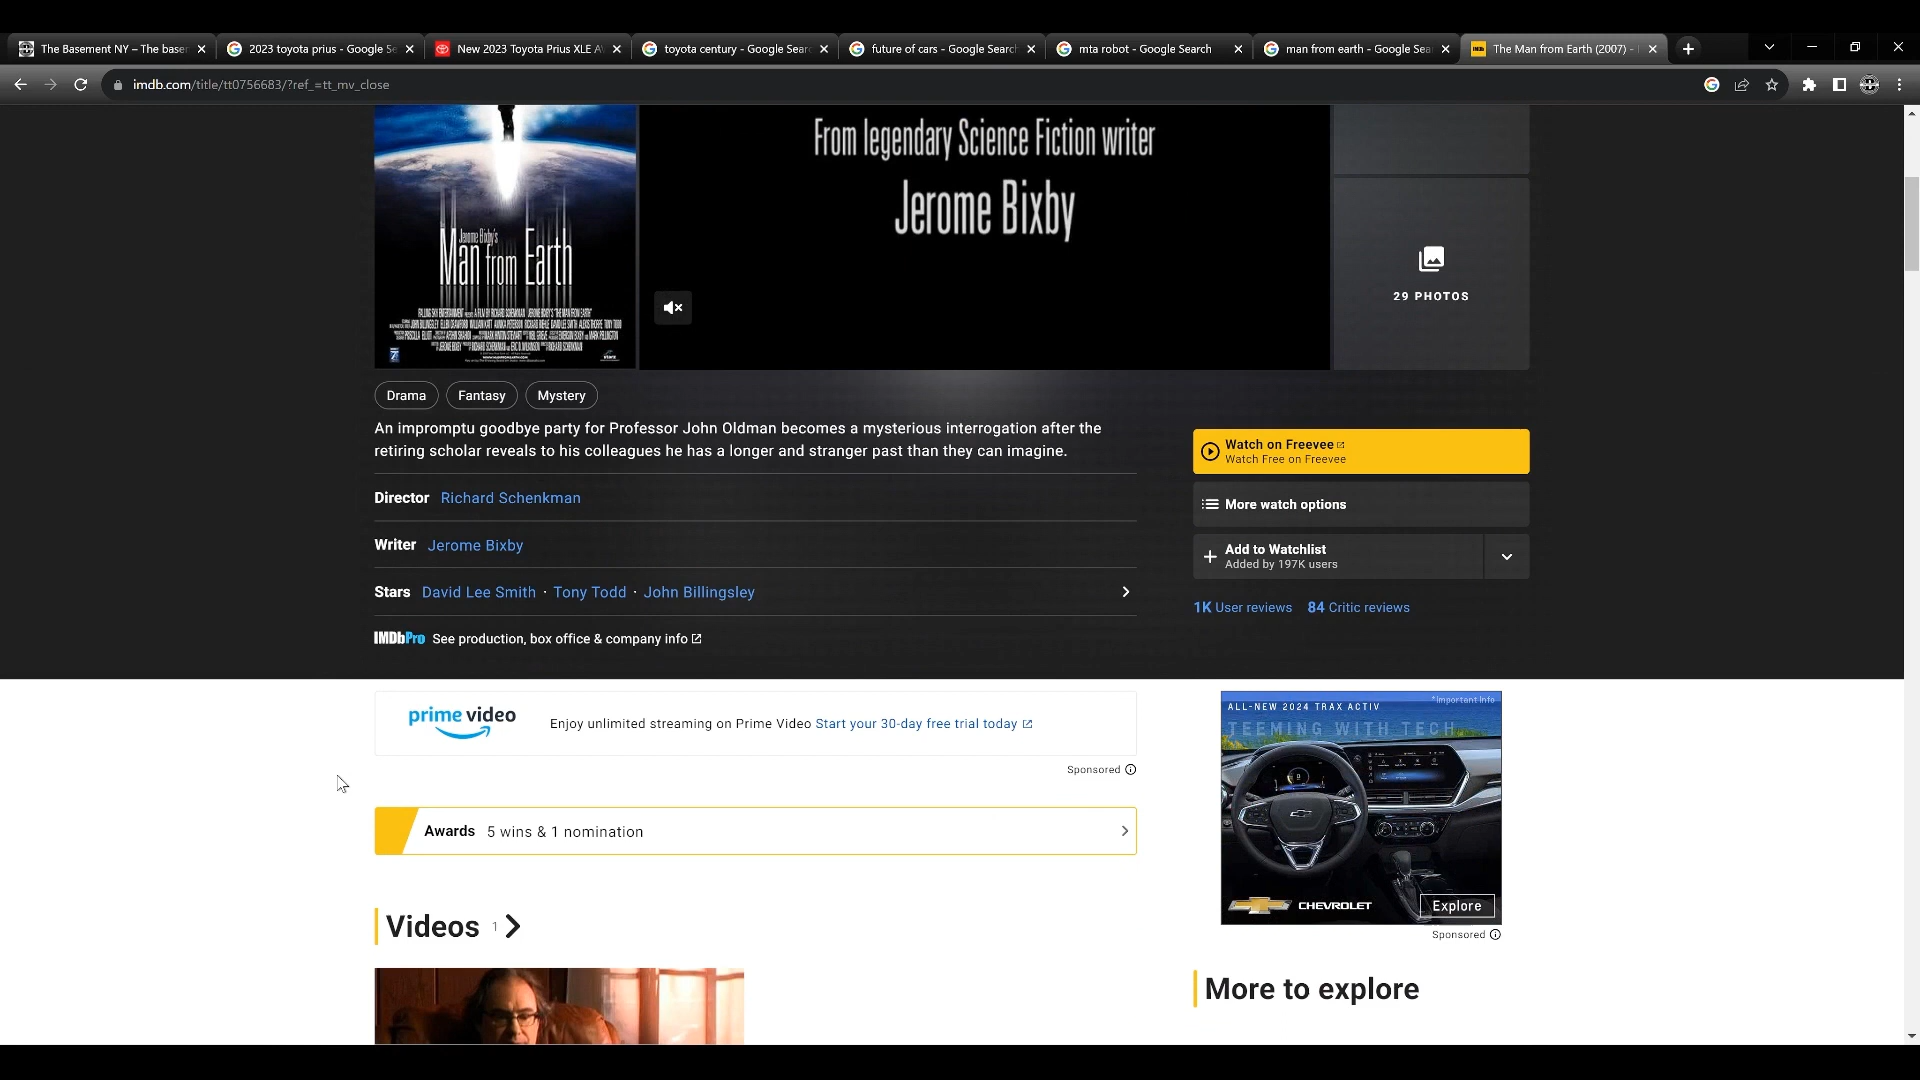 The Basement NY – The baser
2023 toyota prius - Google Se
New 2023 Toyota Prius XLE A
toyota century - Google Sear
future of cars - Google Search
mta robot - Google Search
man from earth - Google Sea
The Man from Earth (2007) -
imdb.com/title/tt0756683/?ref_=tt_mv_close
From legendary Science Fiction writer
Jerome Bixby
Jerome Bixby's
Man from Earth
29 PHOTOS
Drama
Fantasy
Mystery
An impromptu goodbye party for Professor John Oldman becomes a mysterious interrogation after the
retiring scholar reveals to his colleagues he has a longer and stranger past than they can imagine.
Director Richard Schenkman
Writer Jerome Bixby
Stars David Lee Smith · Tony Todd · John Billingsley
IMDbPro See production, box office & company info
Watch on Freevee
Watch Free on Freevee
More watch options
Add to Watchlist
Added by 197K users
1K User reviews 84 Critic reviews
prime video
Enjoy unlimited streaming on Prime Video Start your 30-day free trial today
Sponsored
Awards 5 wins & 1 nomination
Videos 1
*Important Info
ALL-NEW 2024 TRAX ACTIV
TEEMING WITH TECH
CHEVROLET
Explore
Sponsored
More to explore